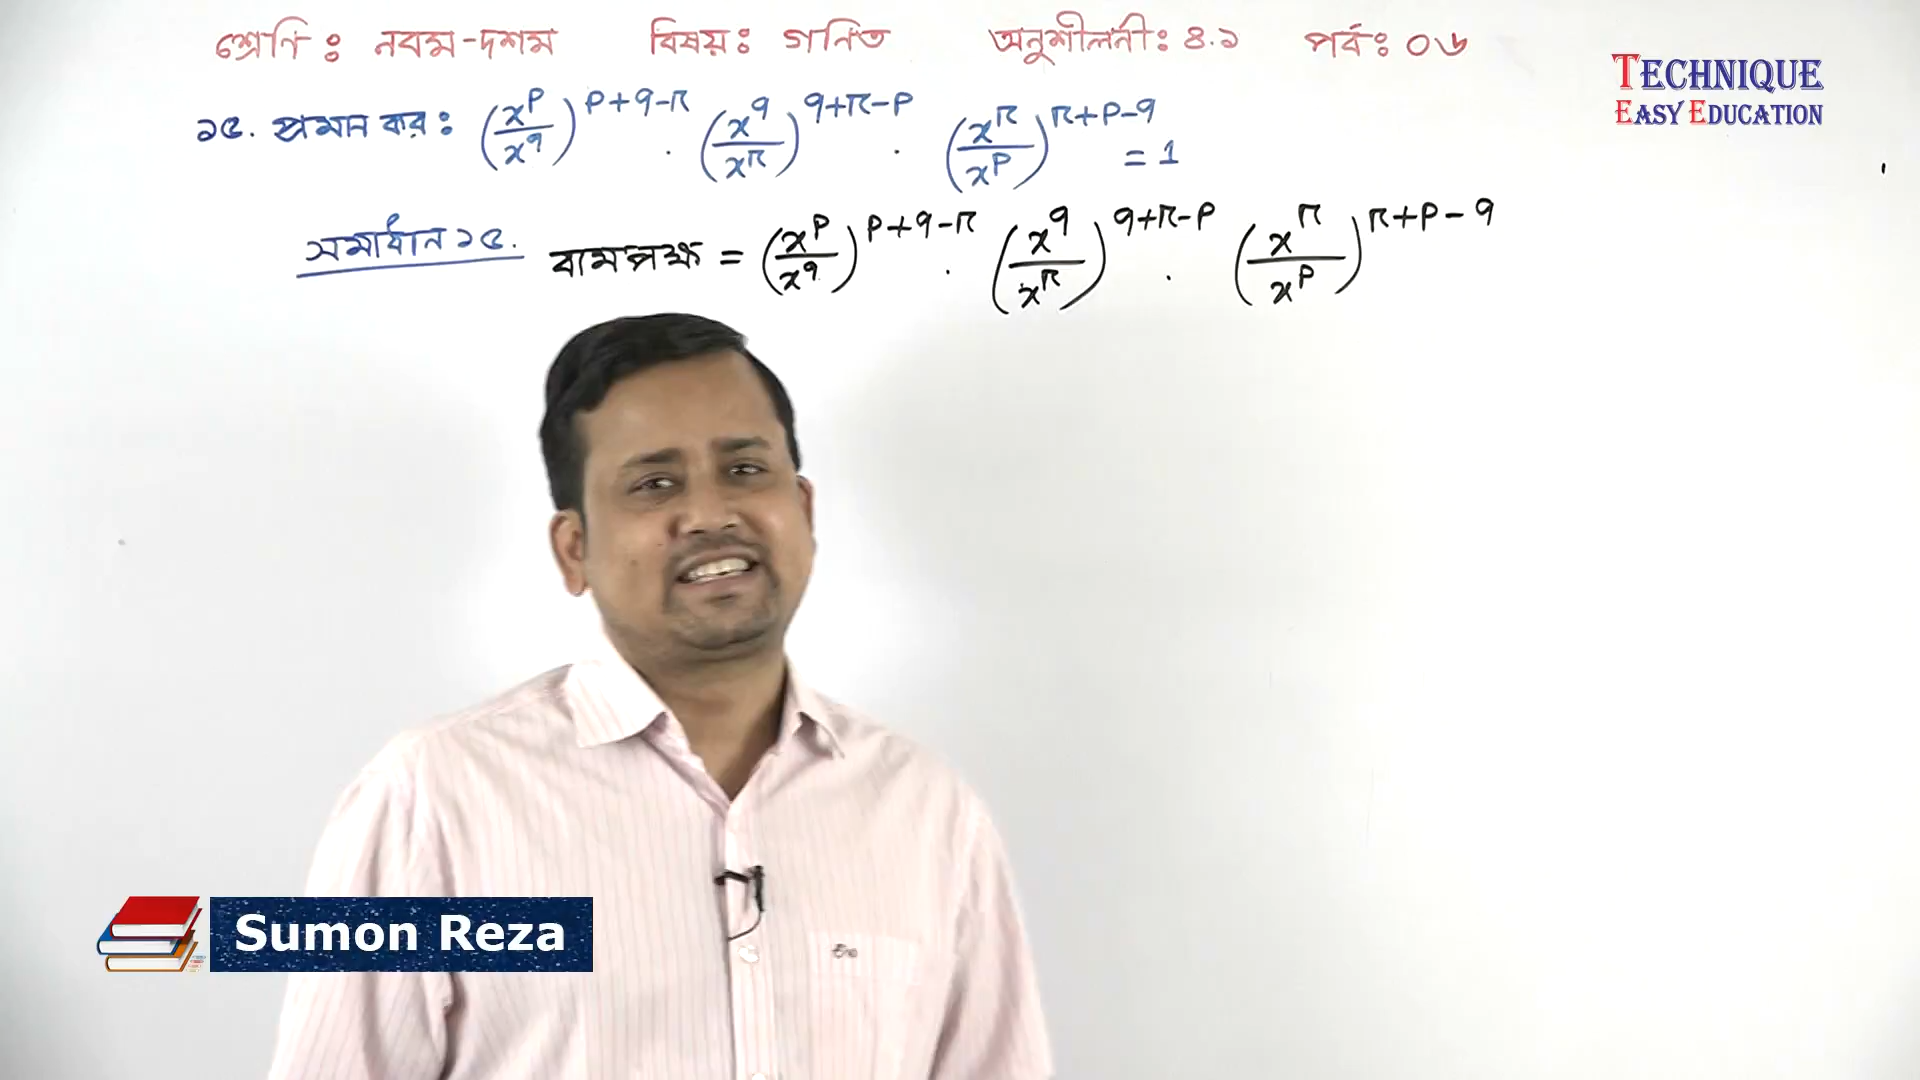 শ্রেণি : নবম-দশম বিষয়ঃ গনিত অনুশীলনী: ৪.১ পর্ব: ০৬
TECHNIQUE
EASY EDUCATION
১৫. প্রমান কর : (x^p/x^q)^(p+q-r) . (x^q/x^r)^(q+r-p) . (x^r/x^p)^(r+p-q) = 1
সমাধান ১৫. বামপক্ষ = (x^p/x^q)^(p+q-r) . (x^q/x^r)^(q+r-p) . (x^r/x^p)^(r+p-q)
Sumon Reza